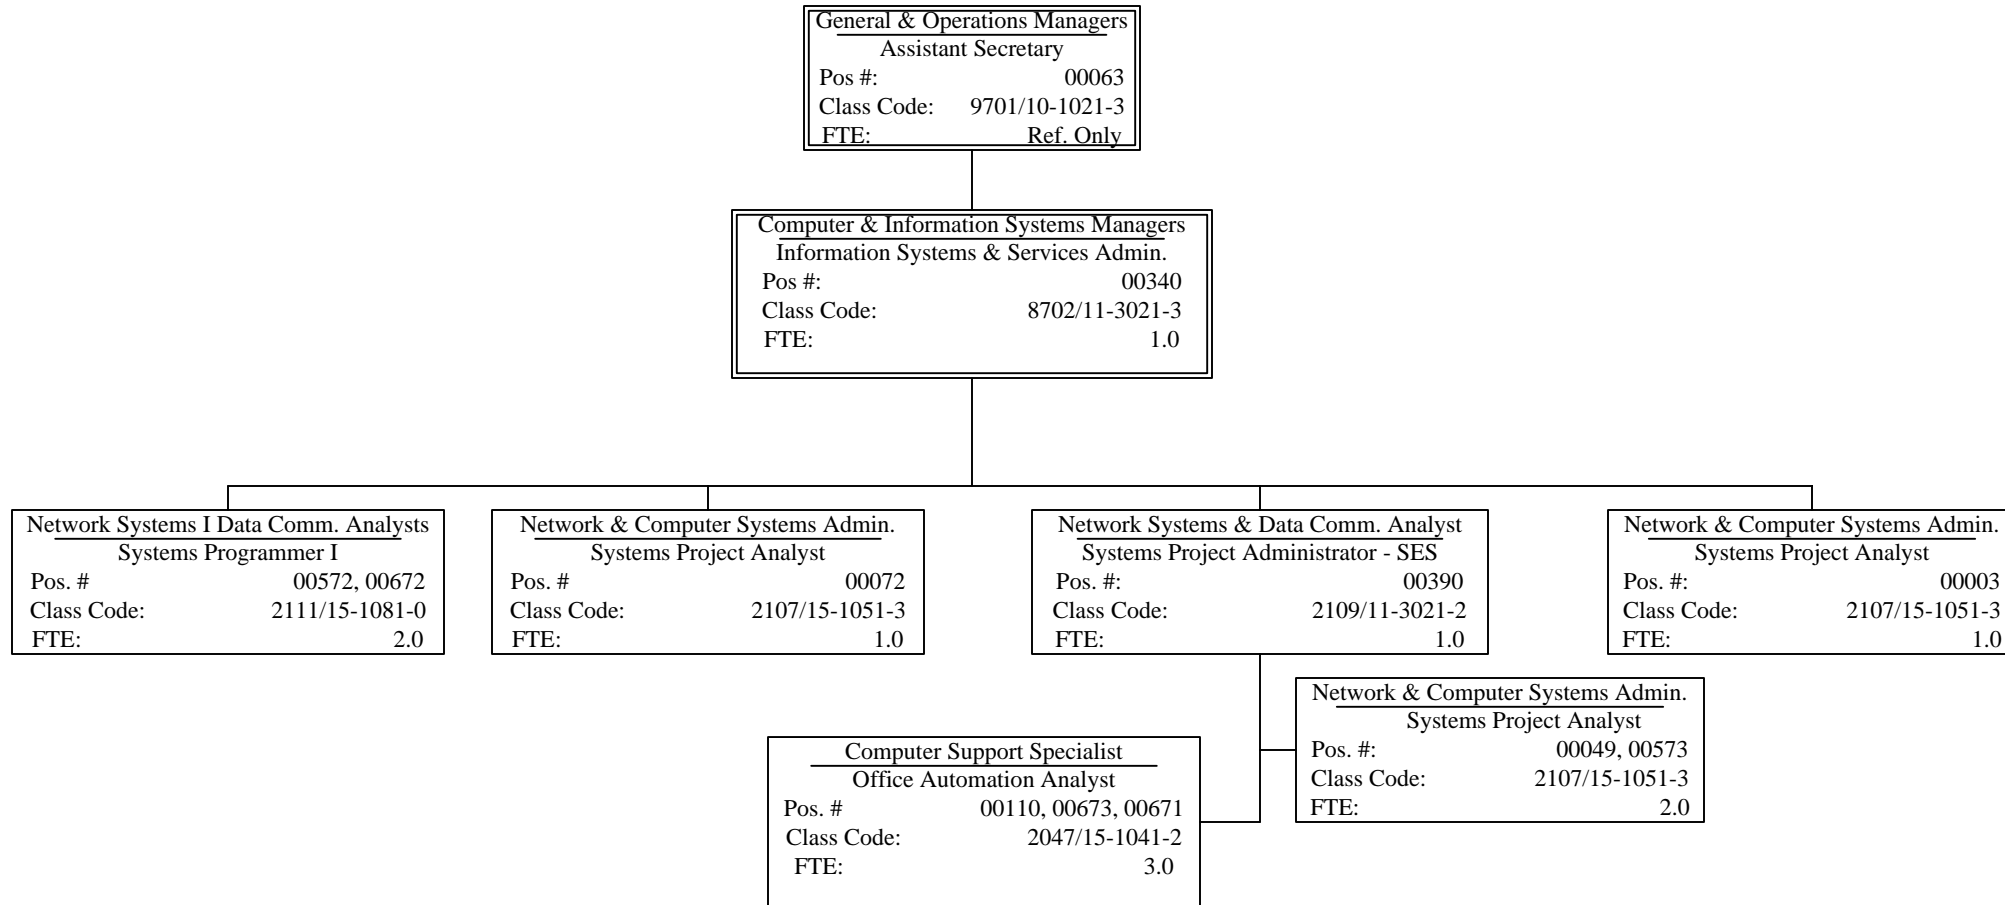 General & Operations Managers
Assistant Secretary
Pos #: 00063
Class Code: 9701/10-1021-3
FTE: Ref. Only
Computer & Information Systems Managers
Information Systems & Services Admin.
Pos #: 00340
Class Code: 8702/11-3021-3
FTE: 1.0
Network Systems I Data Comm. Analysts
Systems Programmer I
Pos. # 00572, 00672
Class Code: 2111/15-1081-0
FTE: 2.0
Network & Computer Systems Admin.
Systems Project Analyst
Pos. # 00072
Class Code: 2107/15-1051-3
FTE: 1.0
Network Systems & Data Comm. Analyst
Systems Project Administrator - SES
Pos. #: 00390
Class Code: 2109/11-3021-2
FTE: 1.0
Network & Computer Systems Admin.
Systems Project Analyst
Pos. #: 00003
Class Code: 2107/15-1051-3
FTE: 1.0
Network & Computer Systems Admin.
Systems Project Analyst
Pos. #: 00049, 00573
Class Code: 2107/15-1051-3
FTE: 2.0
Computer Support Specialist
Office Automation Analyst
Pos. # 00110, 00673, 00671
Class Code: 2047/15-1041-2
FTE: 3.0